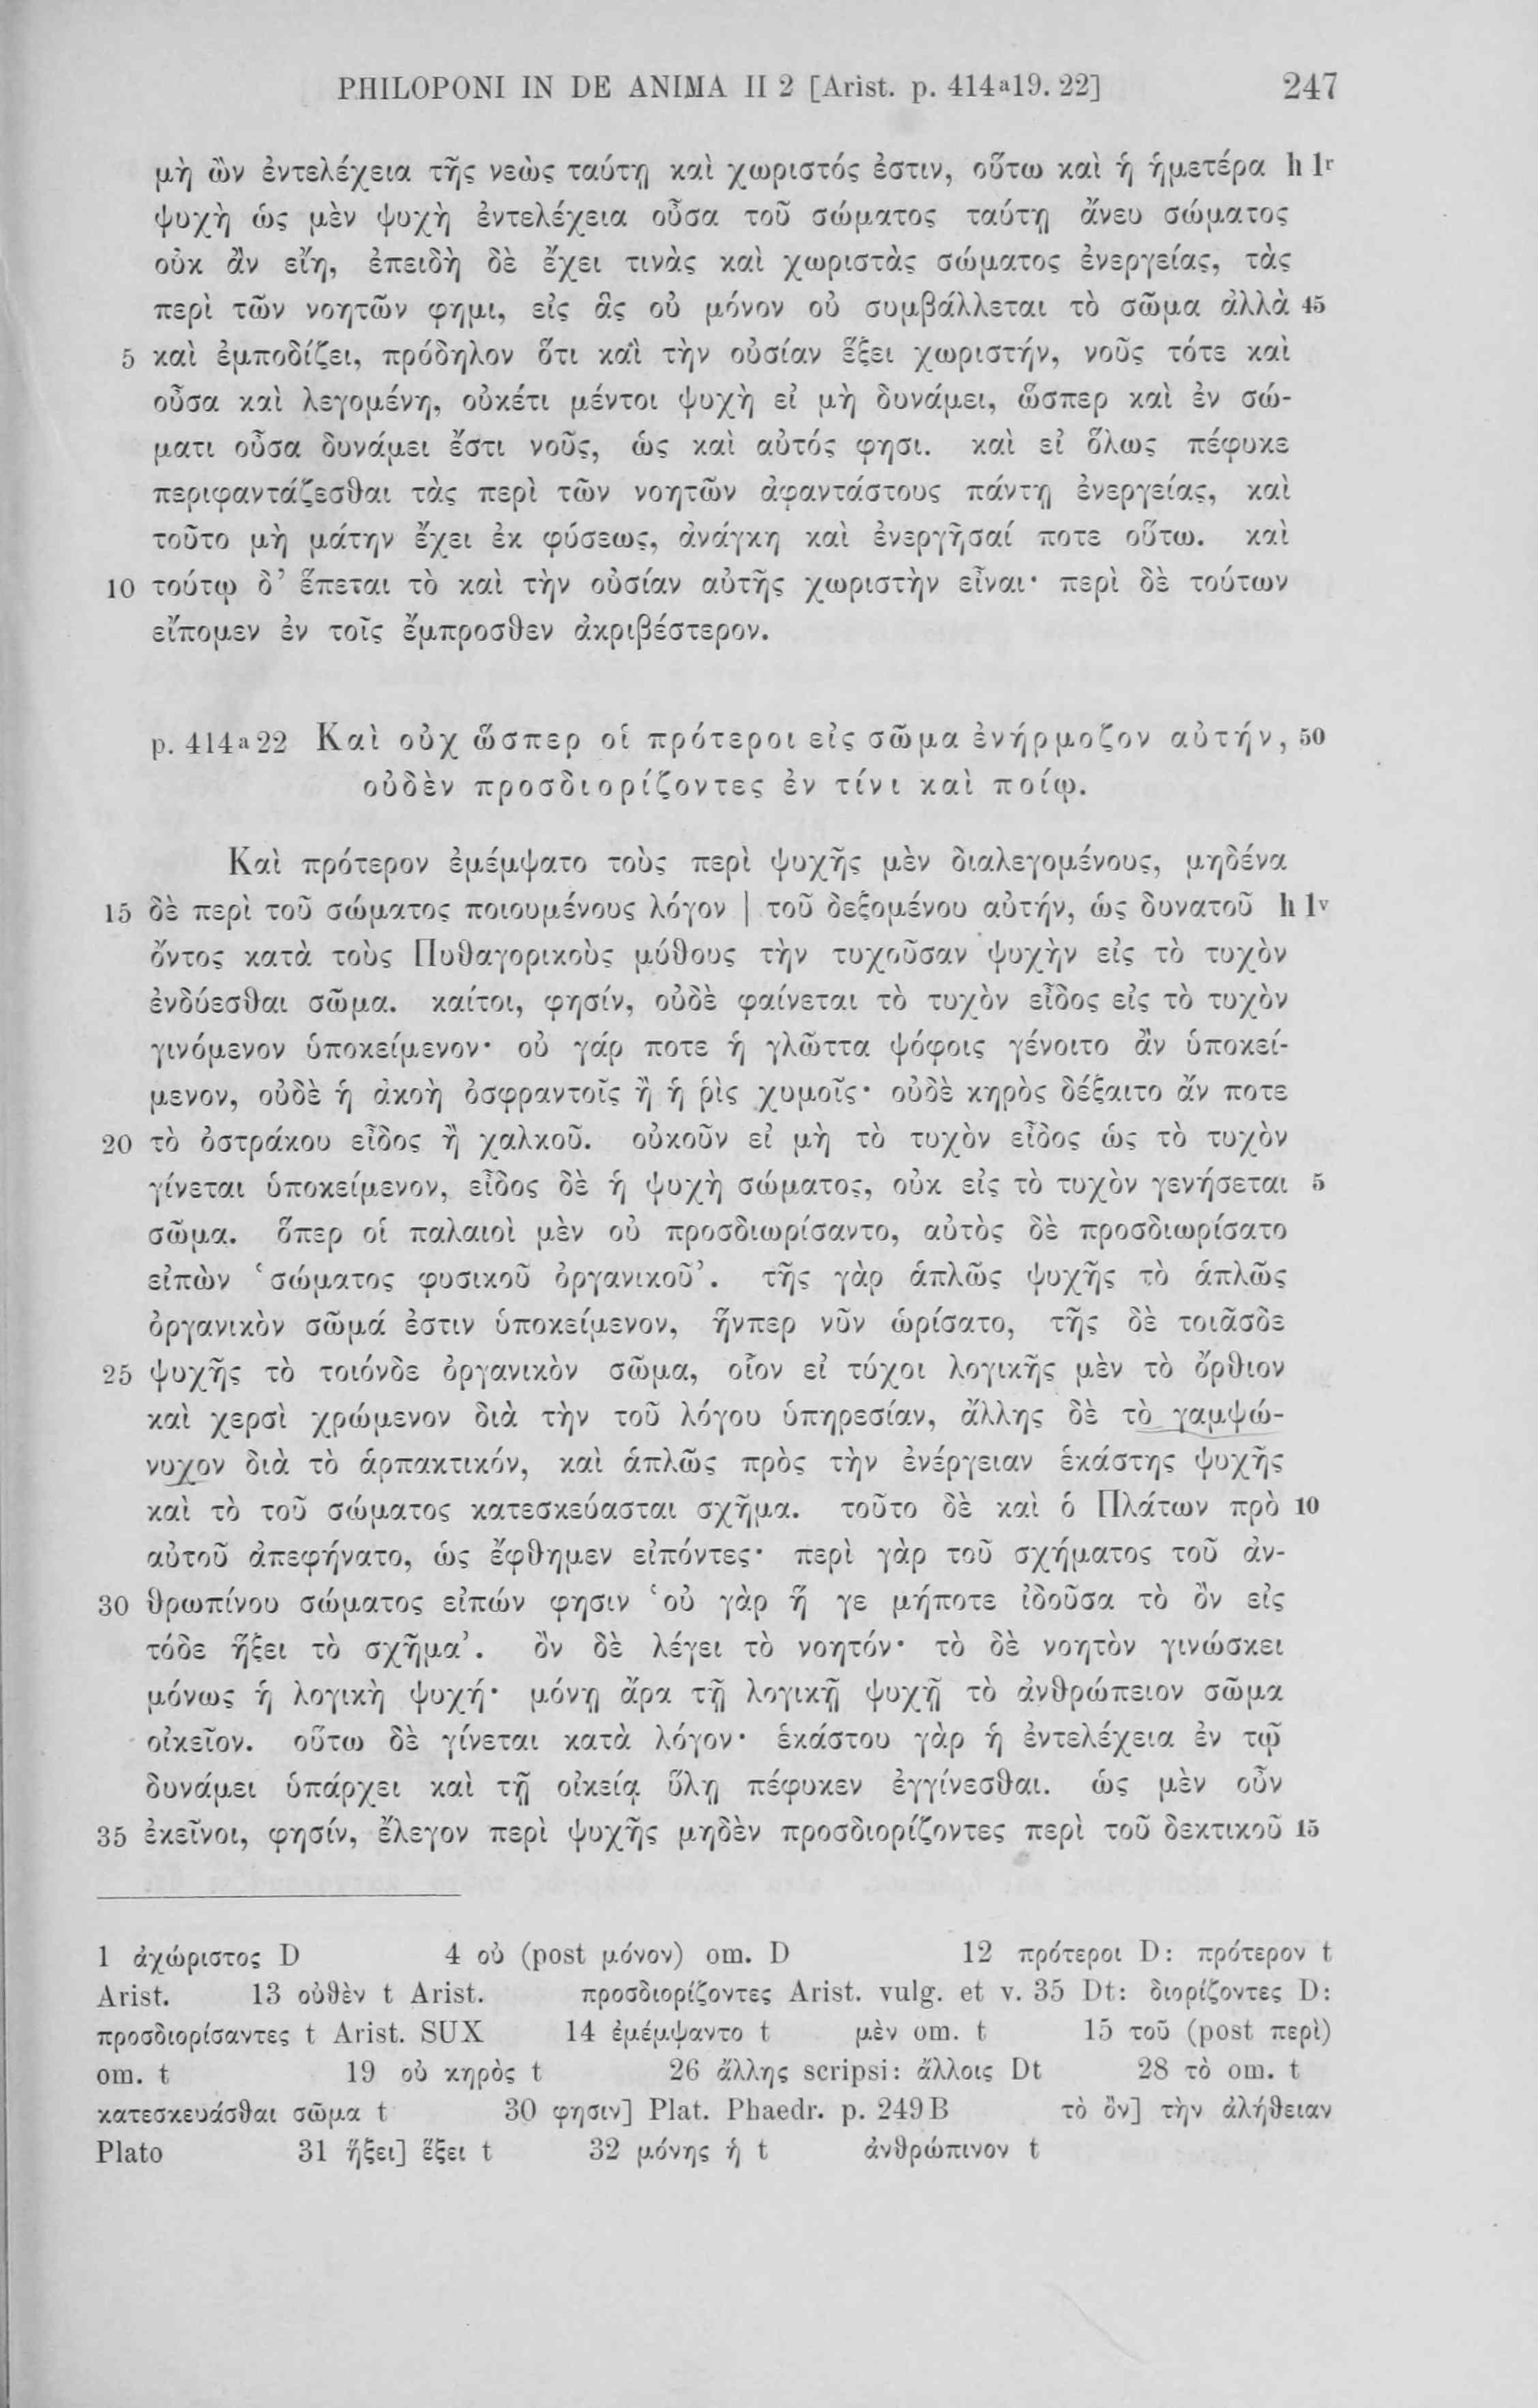 PHILOPONI IN DE ANIMA II 2 [Arist. p. 414ᵃ19. 22] 247
μὴ ὢν ἐντελέχεια τῆς νεὼς ταύτῃ καὶ χωριστός ἐστιν, οὕτω καὶ ἡ ἡμετέρα h 1ʳ
ψυχὴ ὡς μὲν ψυχὴ ἐντελέχεια οὖσα τοῦ σώματος ταύτῃ ἄνευ σώματος
οὐκ ἂν εἴη, ἐπειδὴ δὲ ἔχει τινὰς καὶ χωριστὰς σώματος ἐνεργείας, τὰς
περὶ τῶν νοητῶν φημι, εἰς ἃς οὐ μόνον οὐ συμβάλλεται τὸ σῶμα ἀλλὰ 45
5 καὶ ἐμποδίζει, πρόδηλον ὅτι καὶ τὴν οὐσίαν ἕξει χωριστήν, νοῦς τότε καὶ
οὖσα καὶ λεγομένη, οὐκέτι μέντοι ψυχὴ εἰ μὴ δυνάμει, ὥσπερ καὶ ἐν σώ-
ματι οὖσα δυνάμει ἔστι νοῦς, ὡς καὶ αὐτός φησι. καὶ εἰ ὅλως πέφυκε
περιφαντάζεσθαι τὰς περὶ τῶν νοητῶν ἀφαντάστους πάντῃ ἐνεργείας, καὶ
τοῦτο μὴ μάτην ἔχει ἐκ φύσεως, ἀνάγκη καὶ ἐνεργῆσαί ποτε οὕτω. καὶ
10 τούτῳ δ' ἕπεται τὸ καὶ τὴν οὐσίαν αὐτῆς χωριστὴν εἶναι· περὶ δὲ τούτων
εἴπομεν ἐν τοῖς ἔμπροσθεν ἀκριβέστερον.
p. 414ᵃ22 Καὶ οὐχ ὥσπερ οἱ πρότεροι εἰς σῶμα ἐνήρμοζον αὐτήν, 50
οὐδὲν προσδιορίζοντες ἐν τίνι καὶ ποίῳ.
Καὶ πρότερον ἐμέμψατο τοὺς περὶ ψυχῆς μὲν διαλεγομένους, μηδένα
15 δὲ περὶ τοῦ σώματος ποιουμένους λόγον | τοῦ δεξομένου αὐτήν, ὡς δυνατοῦ h 1ᵛ
ὄντος κατὰ τοὺς Πυθαγορικοὺς μύθους τὴν τυχοῦσαν ψυχὴν εἰς τὸ τυχὸν
ἐνδύεσθαι σῶμα. καίτοι, φησίν, οὐδὲ φαίνεται τὸ τυχὸν εἶδος εἰς τὸ τυχὸν
γινόμενον ὑποκείμενον· οὐ γάρ ποτε ἡ γλῶττα ψόφοις γένοιτο ἂν ὑποκεί-
μενον, οὐδὲ ἡ ἀκοὴ ὀσφραντοῖς ἢ ἡ ῥὶς χυμοῖς· οὐδὲ κηρὸς δέξαιτο ἄν ποτε
20 τὸ ὀστράκου εἶδος ἢ χαλκοῦ. οὐκοῦν εἰ μὴ τὸ τυχὸν εἶδος ὡς τὸ τυχὸν
γίνεται ὑποκείμενον, εἶδος δὲ ἡ ψυχὴ σώματος, οὐκ εἰς τὸ τυχὸν γενήσεται 5
σῶμα. ὅπερ οἱ παλαιοὶ μὲν οὐ προσδιωρίσαντο, αὐτὸς δὲ προσδιωρίσατο
εἰπὼν ‘σώματος φυσικοῦ ὀργανικοῦ’. τῆς γὰρ ἁπλῶς ψυχῆς τὸ ἁπλῶς
ὀργανικὸν σῶμά ἐστιν ὑποκείμενον, ἥνπερ νῦν ὡρίσατο, τῆς δὲ τοιᾶσδε
25 ψυχῆς τὸ τοιόνδε ὀργανικὸν σῶμα, οἷον εἰ τύχοι λογικῆς μὲν τὸ ὄρθιον
καὶ χερσὶ χρώμενον διὰ τὴν τοῦ λόγου ὑπηρεσίαν, ἄλλης δὲ τὸ γαμψώ-
νυχον διὰ τὸ ἁρπακτικόν, καὶ ἁπλῶς πρὸς τὴν ἐνέργειαν ἑκάστης ψυχῆς
καὶ τὸ τοῦ σώματος κατεσκεύασται σχῆμα. τοῦτο δὲ καὶ ὁ Πλάτων πρὸ 10
αὐτοῦ ἀπεφήνατο, ὡς ἔφθημεν εἰπόντες· περὶ γὰρ τοῦ σχήματος τοῦ ἀν-
30 θρωπίνου σώματος εἰπών φησιν ‘οὐ γὰρ ἥ γε μήποτε ἰδοῦσα τὸ ὂν εἰς
τόδε ἥξει τὸ σχῆμα’. ὂν δὲ λέγει τὸ νοητόν· τὸ δὲ νοητὸν γινώσκει
μόνως ἡ λογικὴ ψυχή· μόνῃ ἄρα τῇ λογικῇ ψυχῇ τὸ ἀνθρώπειον σῶμα
οἰκεῖον. οὕτω δὲ γίνεται κατὰ λόγον· ἑκάστου γὰρ ἡ ἐντελέχεια ἐν τῷ
δυνάμει ὑπάρχει καὶ τῇ οἰκείᾳ ὕλῃ πέφυκεν ἐγγίνεσθαι. ὡς μὲν οὖν
35 ἐκεῖνοι, φησίν, ἔλεγον περὶ ψυχῆς μηδὲν προσδιορίζοντες περὶ τοῦ δεκτικοῦ 15
1 ἀχώριστος D 4 οὐ (post μόνον) om. D 12 πρότεροι D: πρότερον t
Arist. 13 οὐθὲν t Arist. προσδιορίζοντες Arist. vulg. et v. 35 Dt: διορίζοντες D:
προσδιορίσαντες t Arist. SUX 14 ἐμέμψαντο t μὲν om. t 15 τοῦ (post περὶ)
om. t 19 οὐ κηρὸς t 26 ἄλλης scripsi: ἄλλοις Dt 28 τὸ om. t
κατεσκευάσθαι σῶμα t 30 φησιν] Plat. Phaedr. p. 249 B τὸ ὂν] τὴν ἀλήθειαν
Plato 31 ἥξει] ἕξει t 32 μόνης ἡ t ἀνθρώπινον t